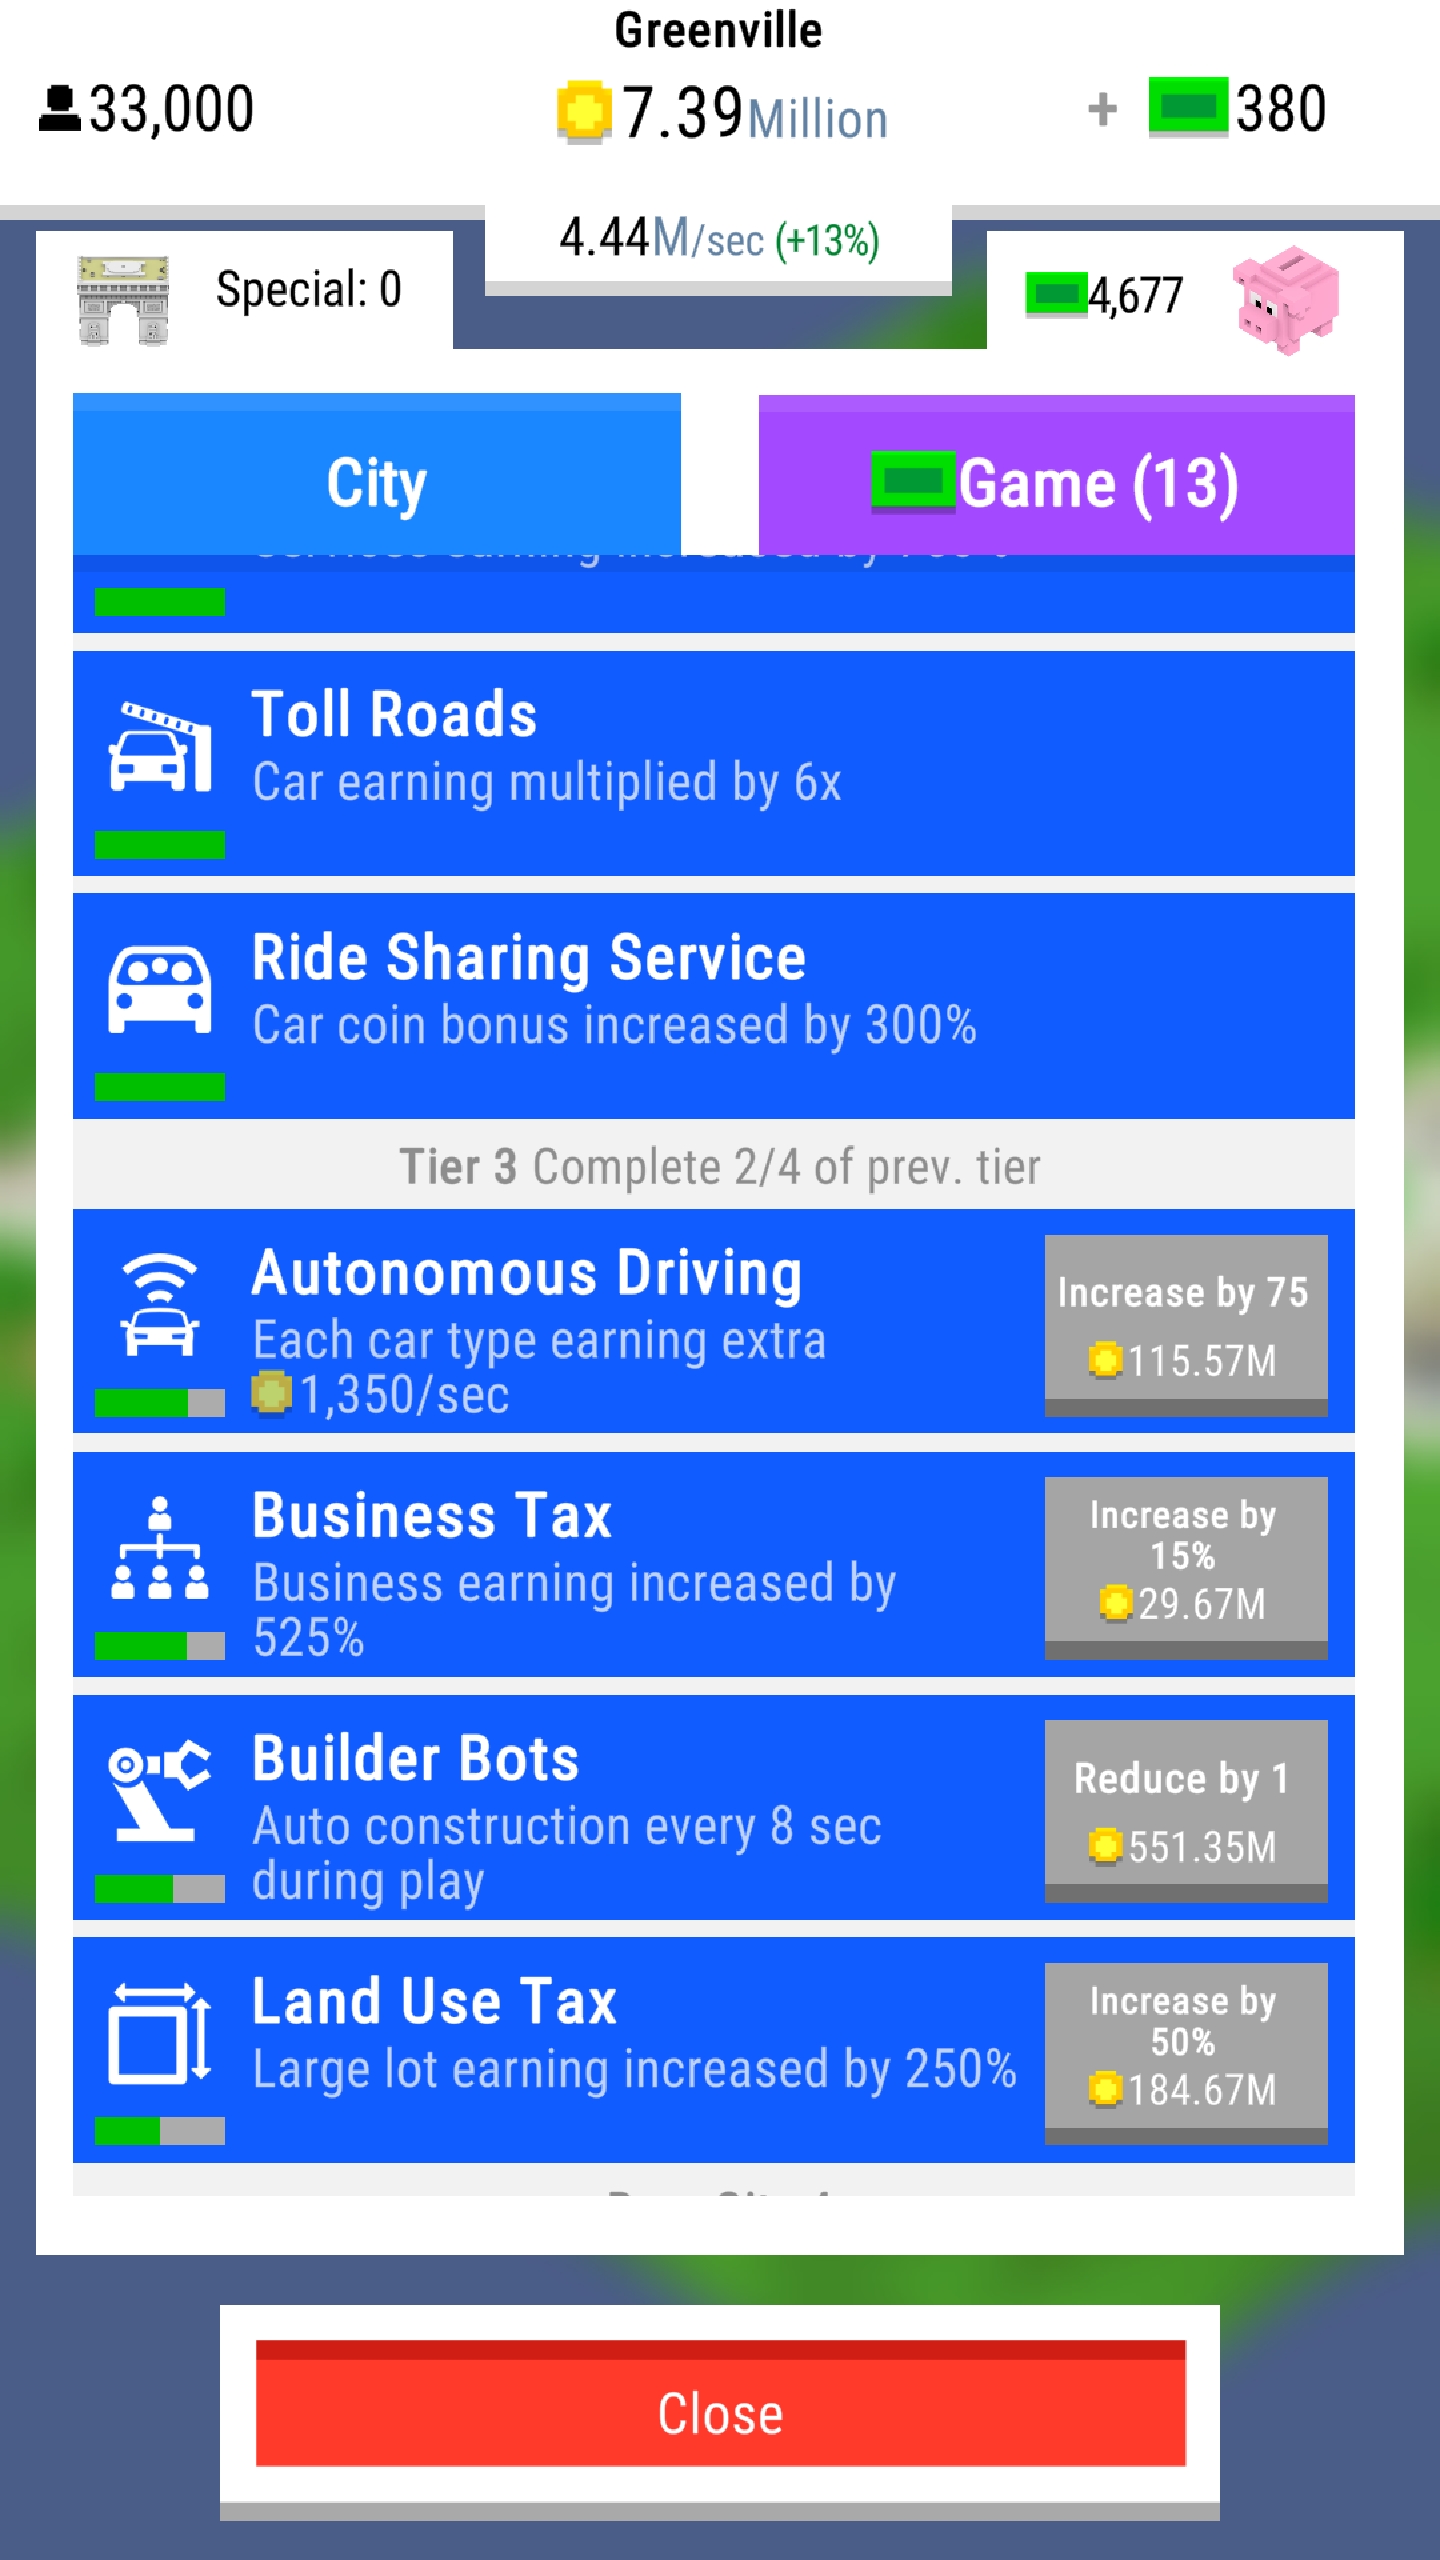 Greenville
33,000
7.39Million
+ 380
4.44M/sec (+13%)
Special: 0
4,677
City
Game (13)
Toll Roads
Car earning multiplied by 6x
Ride Sharing Service
Car coin bonus increased by 300%
Tier 3 Complete 2/4 of prev. tier
Autonomous Driving
Each car type earning extra
1,350/sec
Increase by 75
115.57M
Business Tax
Business earning increased by
525%
Increase by
15%
29.67M
Builder Bots
Auto construction every 8 sec
during play
Reduce by 1
551.35M
Land Use Tax
Large lot earning increased by 250%
Increase by
50%
184.67M
Close